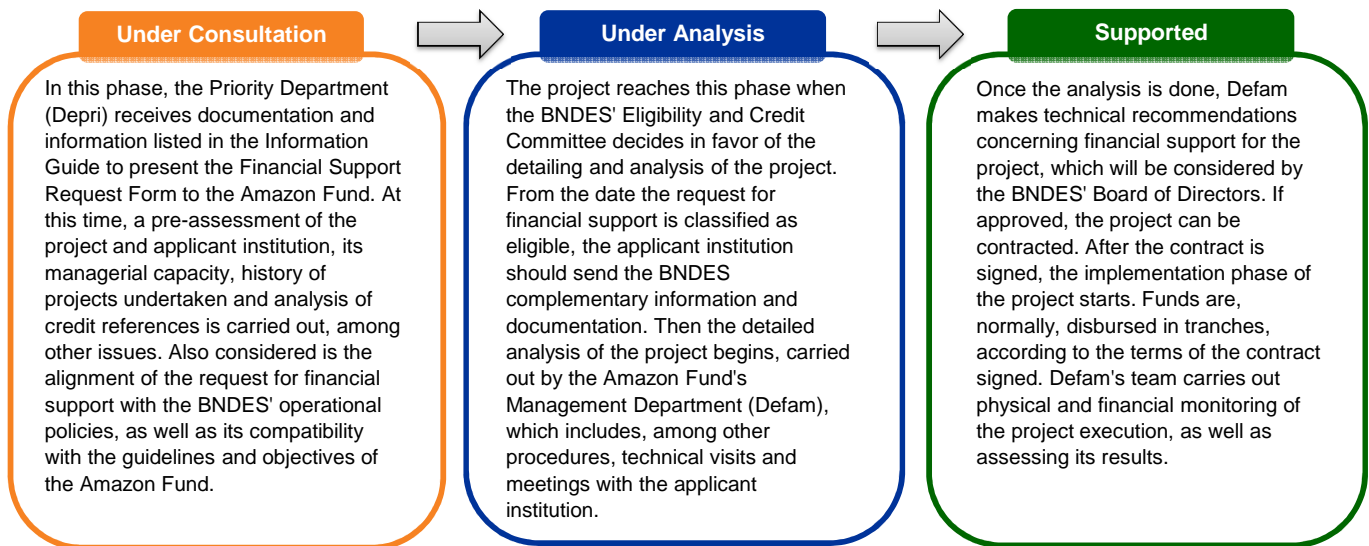 Under Consultation
In this phase, the Priority Department
(Depri) receives documentation and
information listed in the Information
Guide to present the Financial Support
Request Form to the Amazon Fund. At
this time, a pre-assessment of the
project and applicant institution, its
managerial capacity, history of
projects undertaken and analysis of
credit references is carried out, among
other issues. Also considered is the
alignment of the request for financial
support with the BNDES' operational
policies, as well as its compatibility
with the guidelines and objectives of
the Amazon Fund.
Under Analysis
The project reaches this phase when
the BNDES' Eligibility and Credit
Committee decides in favor of the
detailing and analysis of the project.
From the date the request for
financial support is classified as
eligible, the applicant institution
should send the BNDES
complementary information and
documentation. Then the detailed
analysis of the project begins, carried
out by the Amazon Fund's
Management Department (Defam),
which includes, among other
procedures, technical visits and
meetings with the applicant
institution.
Supported
Once the analysis is done, Defam
makes technical recommendations
concerning financial support for the
project, which will be considered by
the BNDES' Board of Directors. If
approved, the project can be
contracted. After the contract is
signed, the implementation phase of
the project starts. Funds are,
normally, disbursed in tranches,
according to the terms of the contract
signed. Defam's team carries out
physical and financial monitoring of
the project execution, as well as
assessing its results.